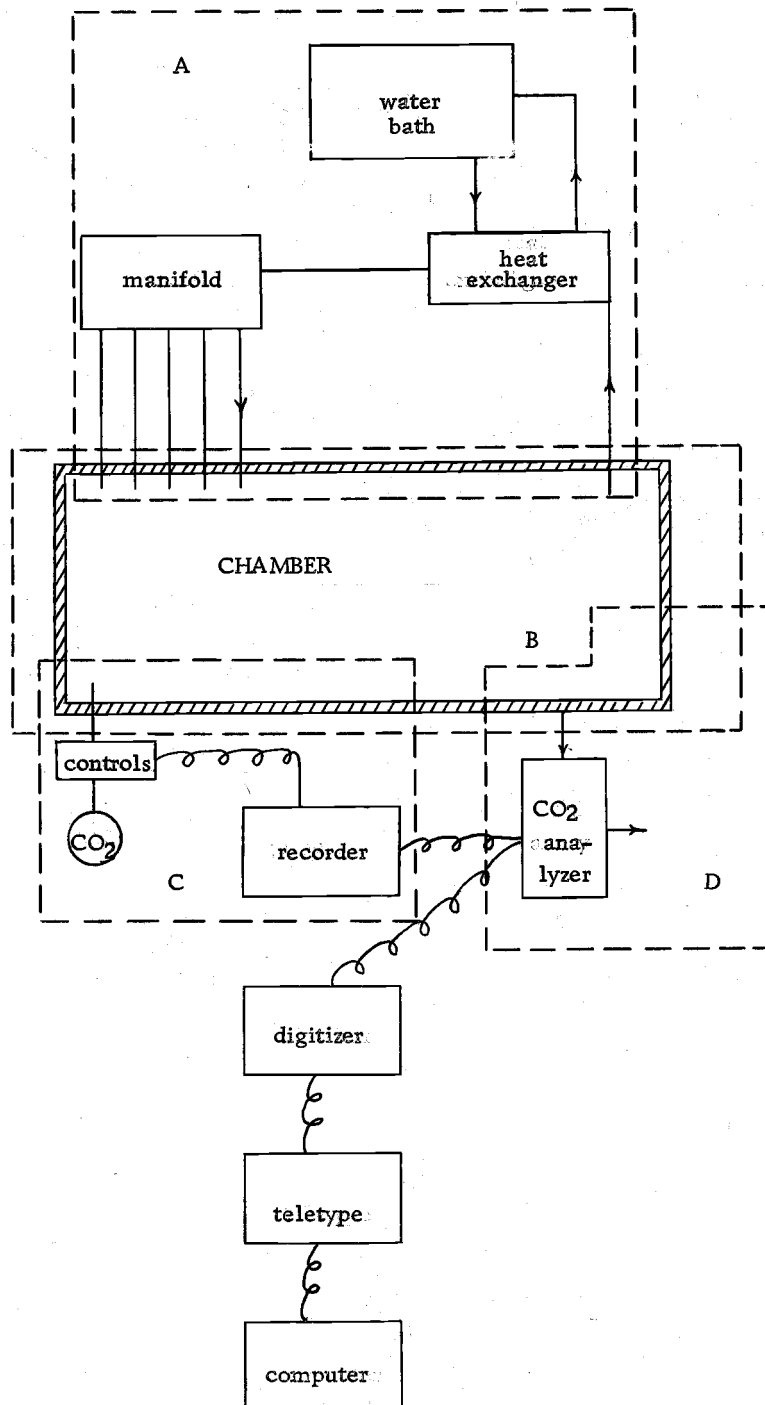 A
water
bath
manifold
heat
exchanger
CHAMBER
B
controls
CO2
recorder
C
CO2
ana-
lyzer
D
digitizer
teletype
computer